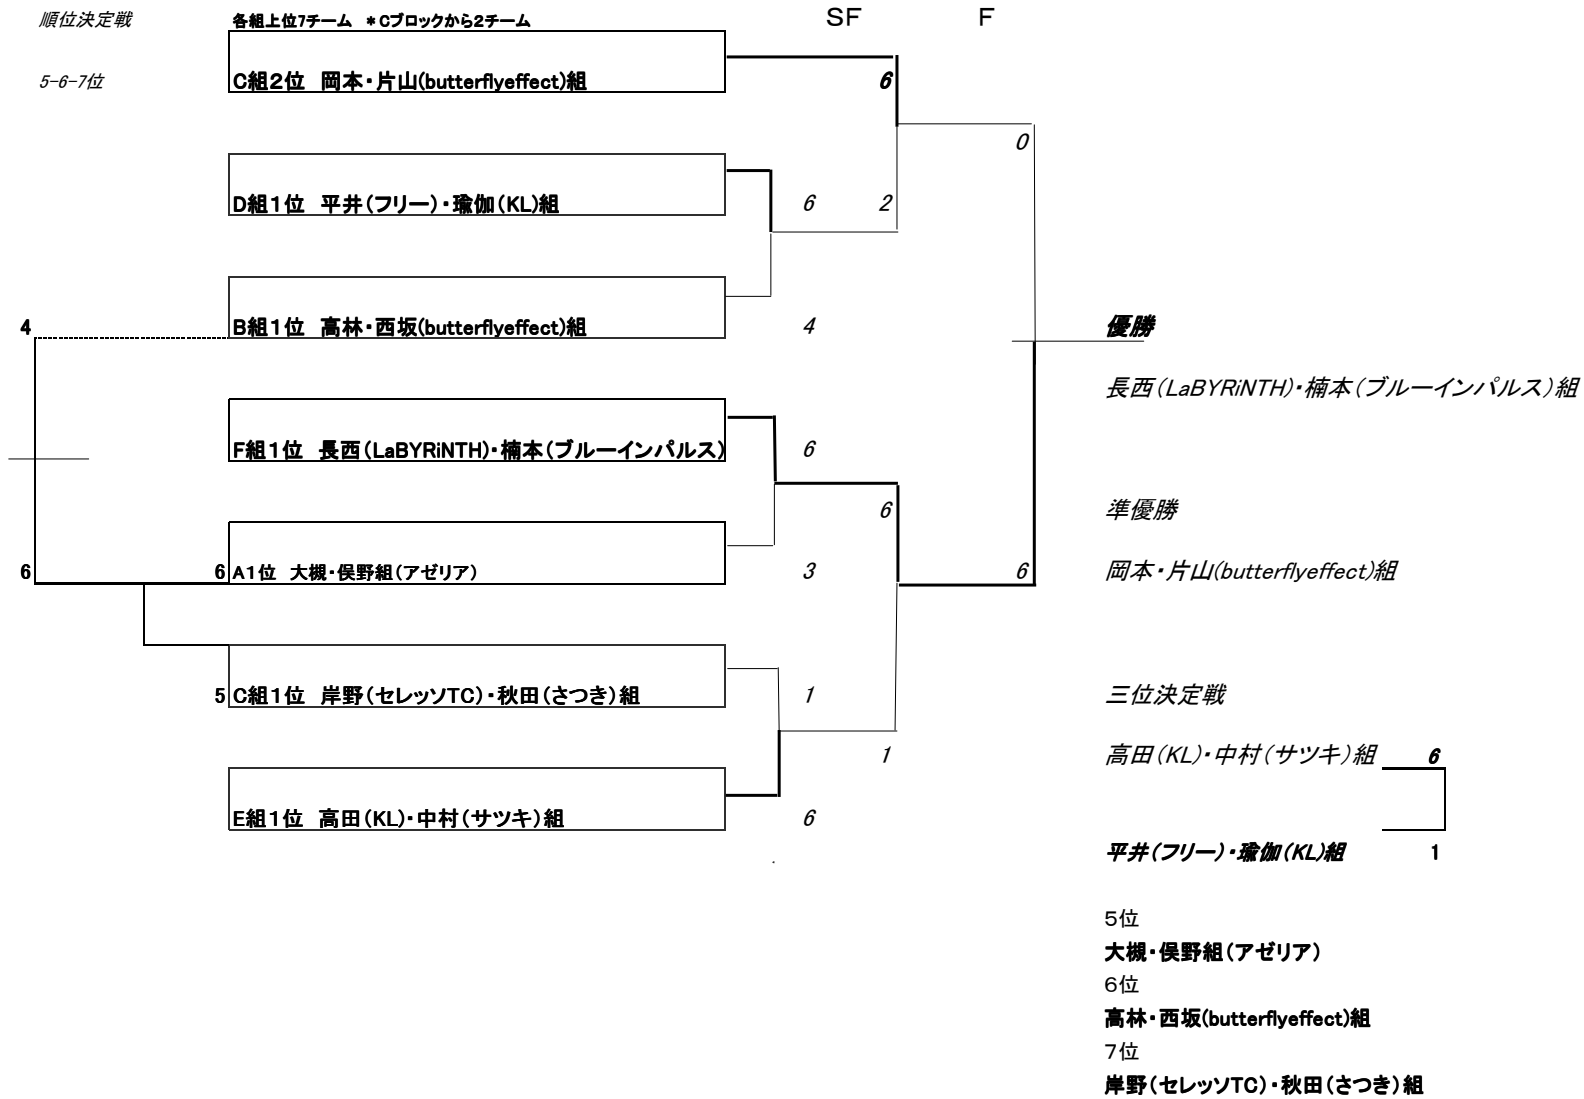 順位決定戦 各組上位7チーム ＊Cブロックから2チーム SF F
5-6-7位 C組2位 岡本・片山(butterflyeffect)組 6
0
D組1位 平井（フリー）・瑜伽（KL)組 6 2
4 B組1位 高林・西坂(butterflyeffect)組 4 優勝
長西（LaBYRiNTH)・楠本（ブルーインパルス）組
F組1位 長西（LaBYRiNTH)・楠本（ブルーインパルス） 6
6 準優勝
6 6 A1位 大槻・俣野組（アゼリア） 3 6 岡本・片山(butterflyeffect)組
5 C組1位 岸野（セレッソTC）・秋田（さつき）組 1 三位決定戦
1 高田（KL)・中村（サツキ）組 6
E組1位 高田（KL)・中村（サツキ）組 6
平井（フリー）・瑜伽（KL)組 1
5位
大槻・俣野組（アゼリア）
6位
高林・西坂(butterflyeffect)組
7位
岸野（セレッソTC）・秋田（さつき）組